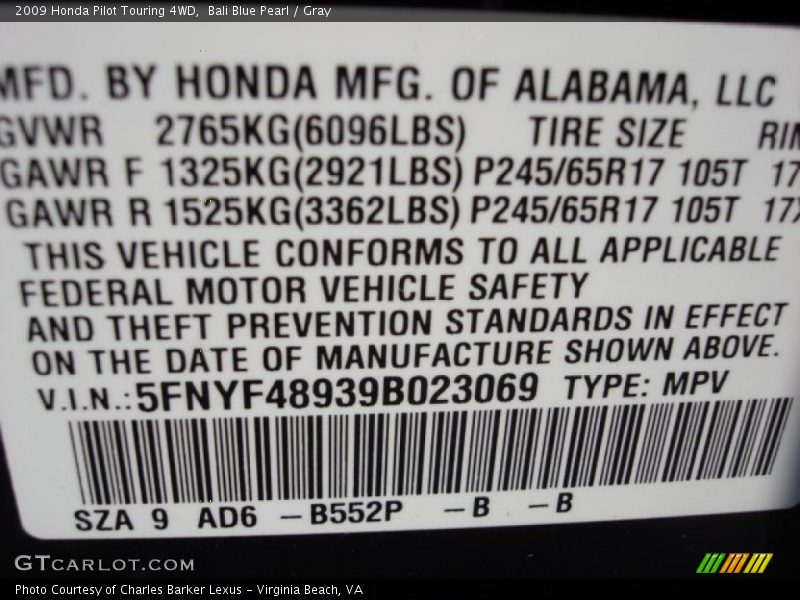 2009 Honda Pilot Touring 4WD,  Bali Blue Pearl / Gray
MFD. BY HONDA MFG. OF ALABAMA, LLC
GVWR 2765KG(6096LBS) TIRE SIZE
GAWR F 1325KG(2921LBS) P245/65R17 105T 17
GAWR R 1525KG(3362LBS) P245/65R17 105T 17X
THIS VEHICLE CONFORMS TO ALL APPLICABLE
FEDERAL MOTOR VEHICLE SAFETY
AND THEFT PREVENTION STANDARDS IN EFFECT
ON THE DATE OF MANUFACTURE SHOWN ABOVE.
V.I.N.:5FNYF48939B023069 TYPE: MPV
SZA 9 AD6 –B552P –B –B
GTCARLOT.COM
Photo Courtesy of Charles Barker Lexus – Virginia Beach, VA